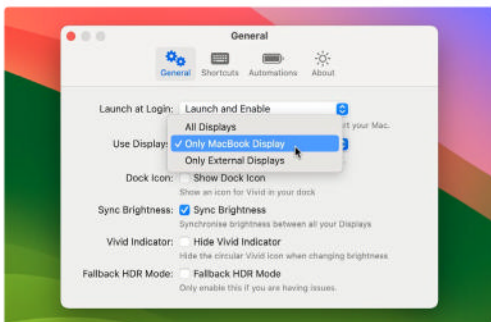 General
General Shortcuts Automations About
Launch at Login: Launch and Enable
All Displays
rt your Mac.
Use Display: ✓ Only MacBook Display
Only External Displays
Dock Icon: Show Dock Icon
Show an icon for Vivid in your dock
Sync Brightness: Sync Brightness
Synchronise brightness between all your Displays
Vivid Indicator: Hide Vivid Indicator
Hide the circular Vivid icon when changing brightness
Fallback HDR Mode: Fallback HDR Mode
Only enable this if you are having issues.